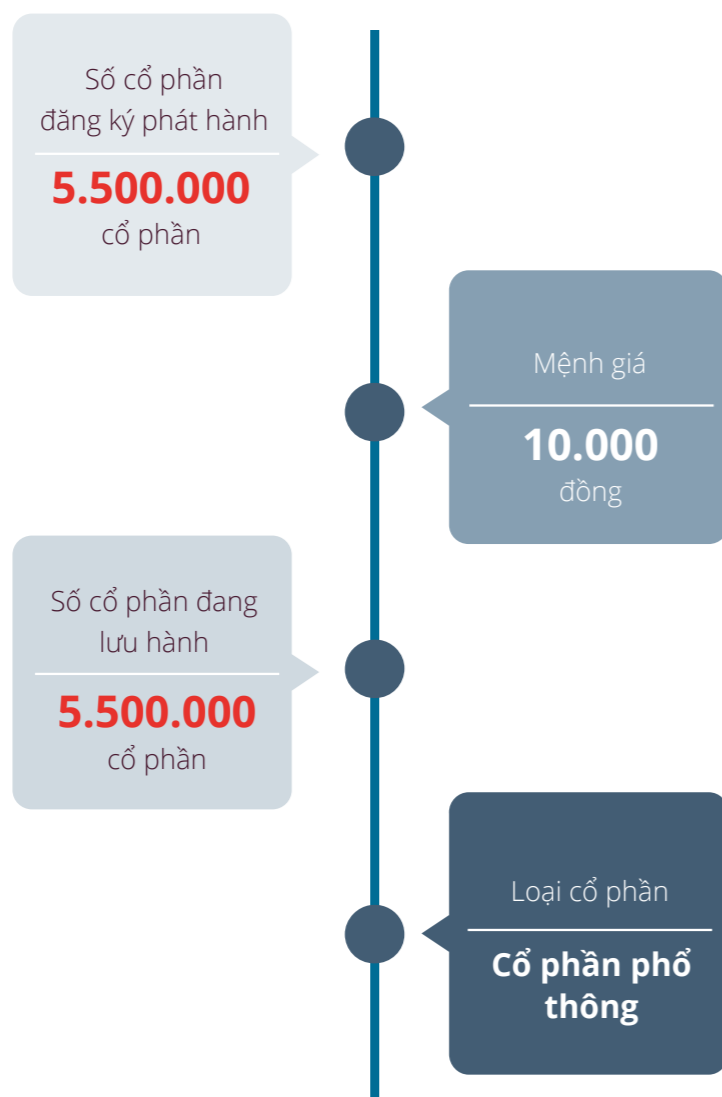 Số cổ phần
đăng ký phát hành
5.500.000
cổ phần
Mệnh giá
10.000
đồng
Số cổ phần đang
lưu hành
5.500.000
cổ phần
Loại cổ phần
Cổ phần phổ
thông